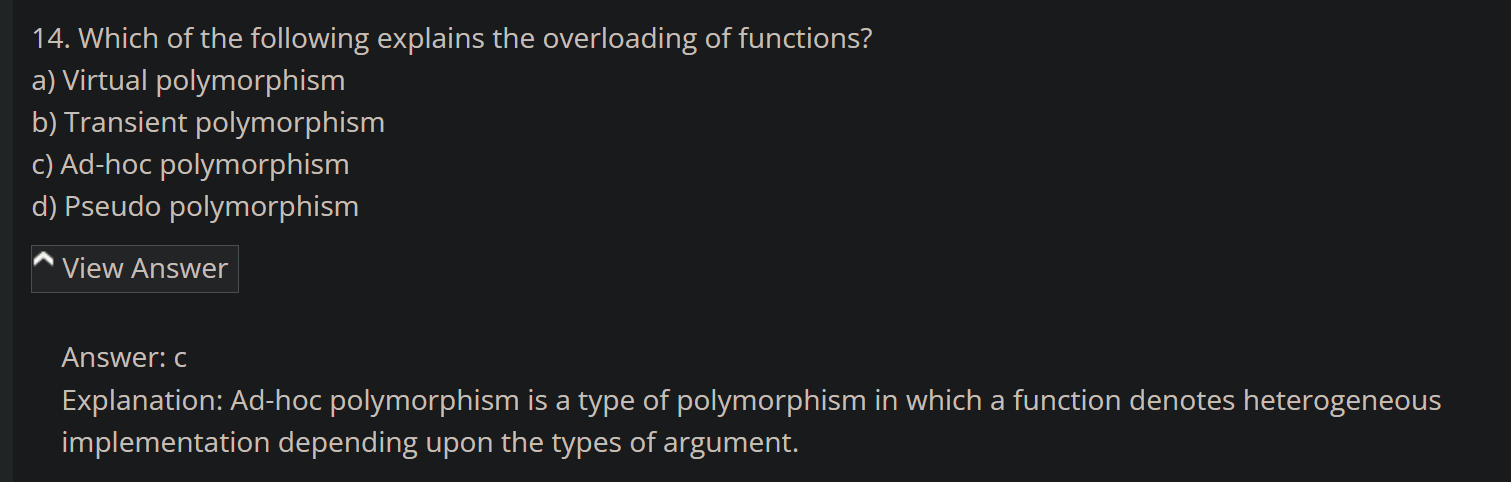 14. Which of the following explains the overloading of functions?
a) Virtual polymorphism
b) Transient polymorphism
c) Ad-hoc polymorphism
d) Pseudo polymorphism
View Answer
Answer: c
Explanation: Ad-hoc polymorphism is a type of polymorphism in which a function denotes heterogeneous
implementation depending upon the types of argument.